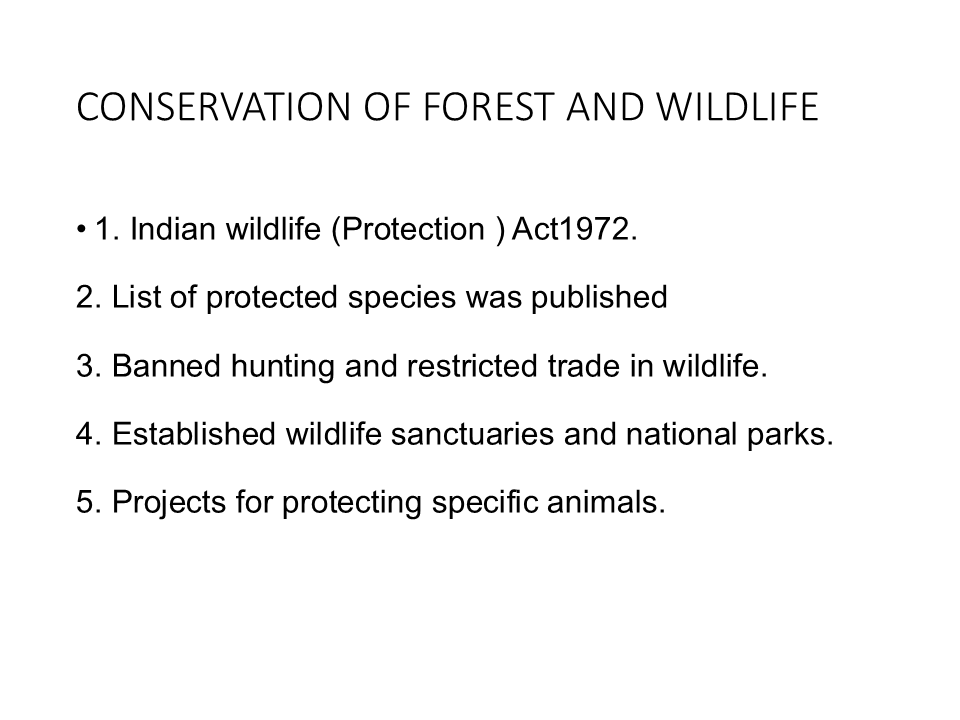 CONSERVATION OF FOREST AND WILDLIFE
• 1. Indian wildlife (Protection ) Act1972.
2. List of protected species was published
3. Banned hunting and restricted trade in wildlife.
4. Established wildlife sanctuaries and national parks.
5. Projects for protecting specific animals.